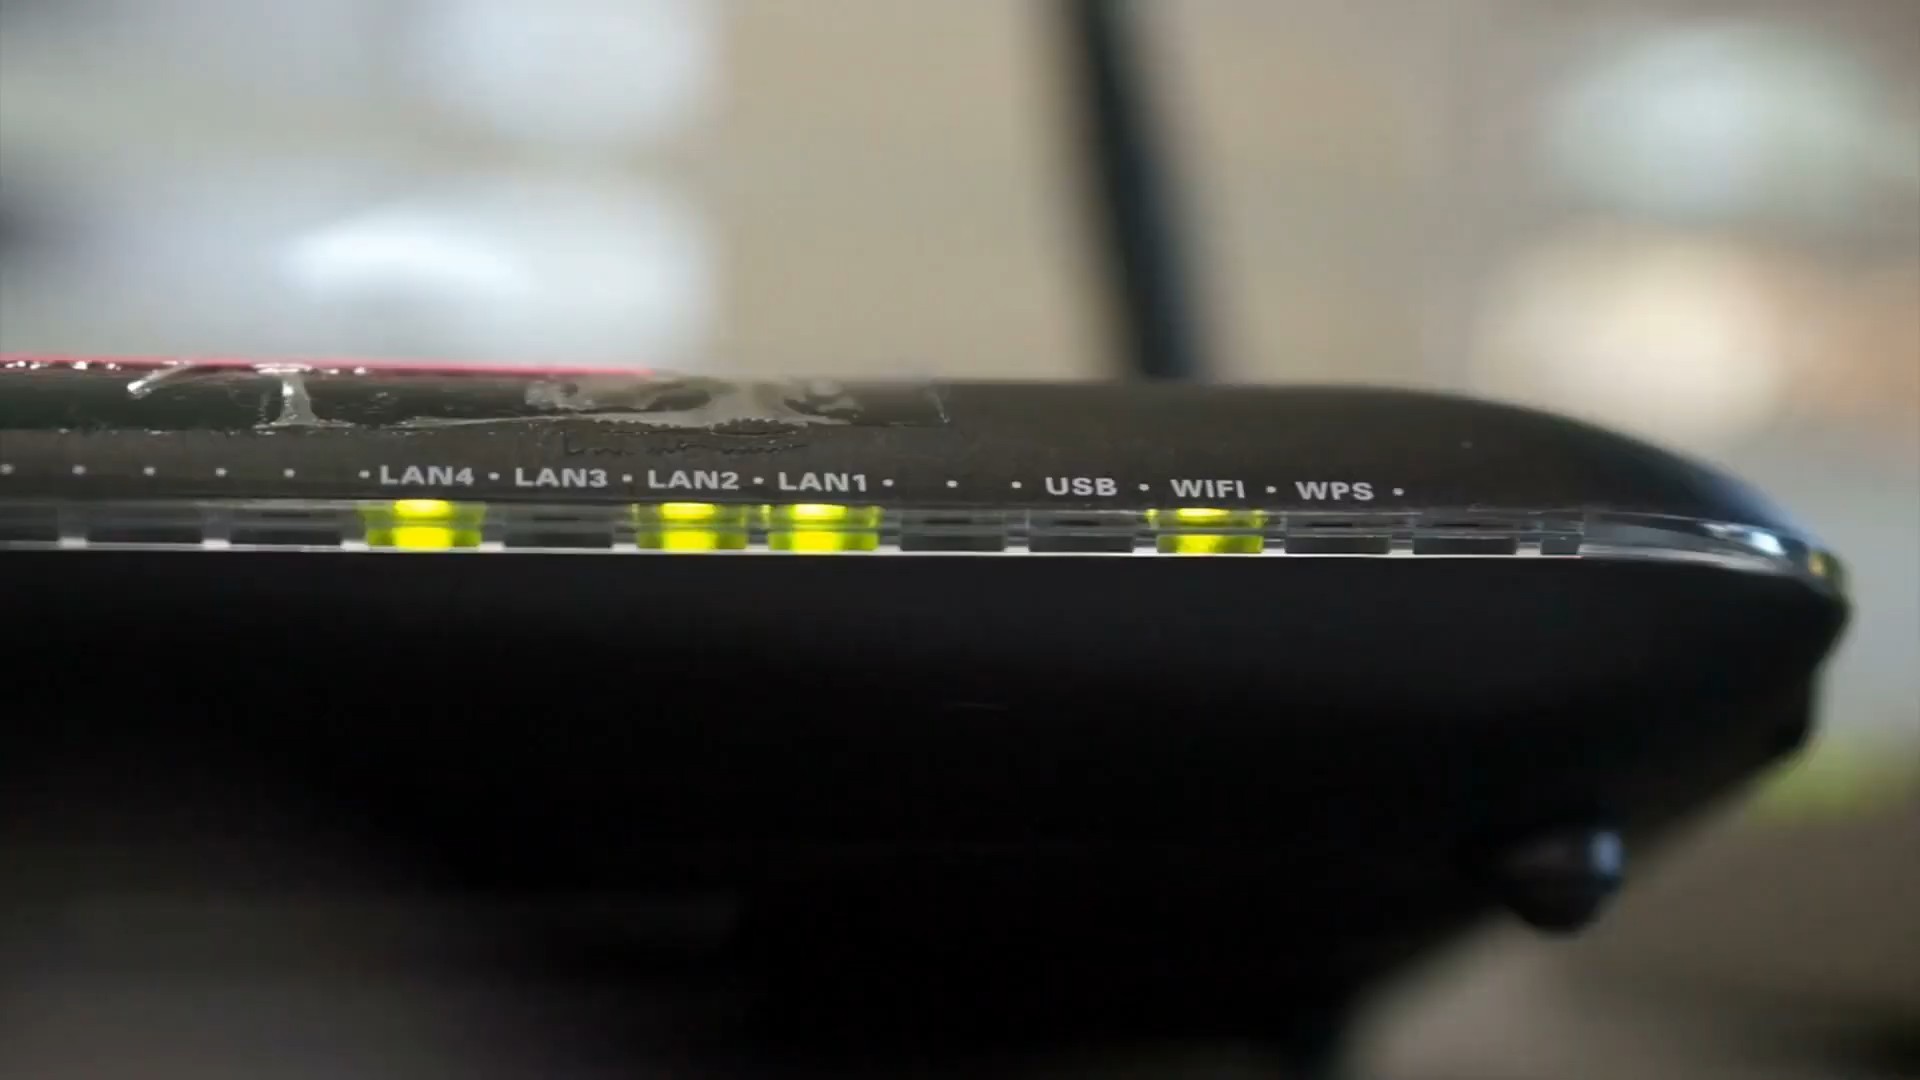 • • • • • •LAN4 • LAN3 • LAN2 • LAN1 • • • USB • WIFI • WPS •